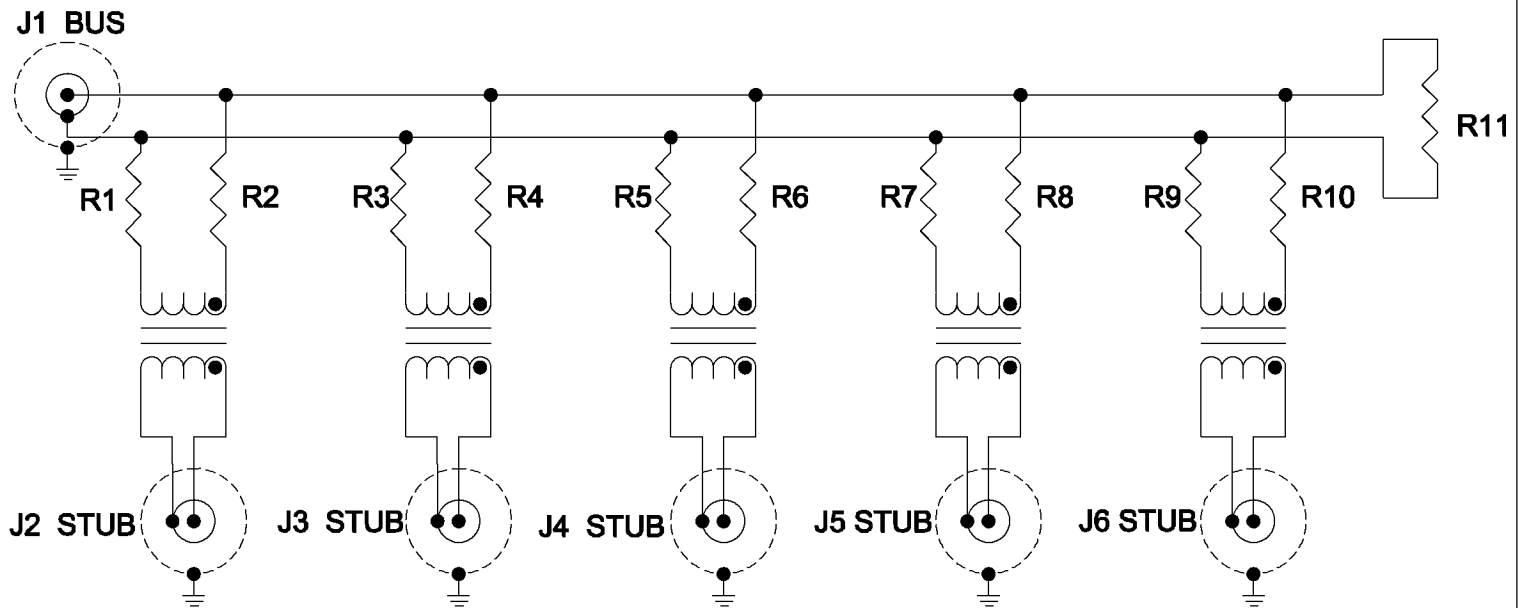 J1 BUS
R11
R1
R2
R3
R4
R5
R6
R7
R8
R9
R10
J2 STUB
J3 STUB
J4 STUB
J5 STUB
J6 STUB